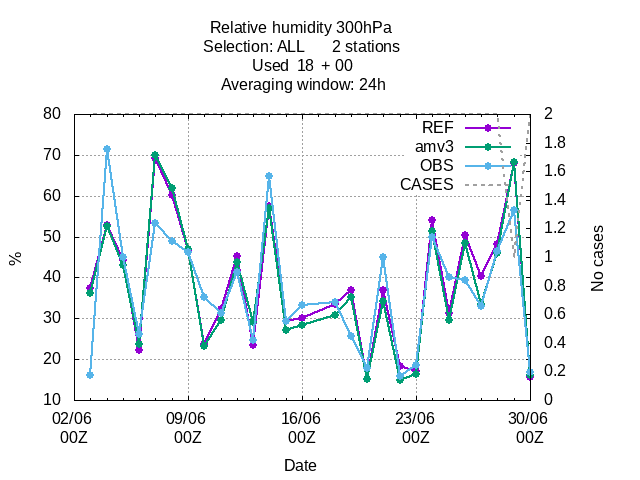 Relative humidity 300hPa
Selection: ALL 2 stations
Used 18 + 00
Averaging window: 24h
REF
amv3
OBS
CASES
80
70
60
50
40
30
20
10
%
2
1.8
1.6
1.4
1.2
1
0.8
0.6
0.4
0.2
0
No cases
02/06 09/06 16/06 23/06 30/06
00Z 00Z 00Z 00Z 00Z
Date